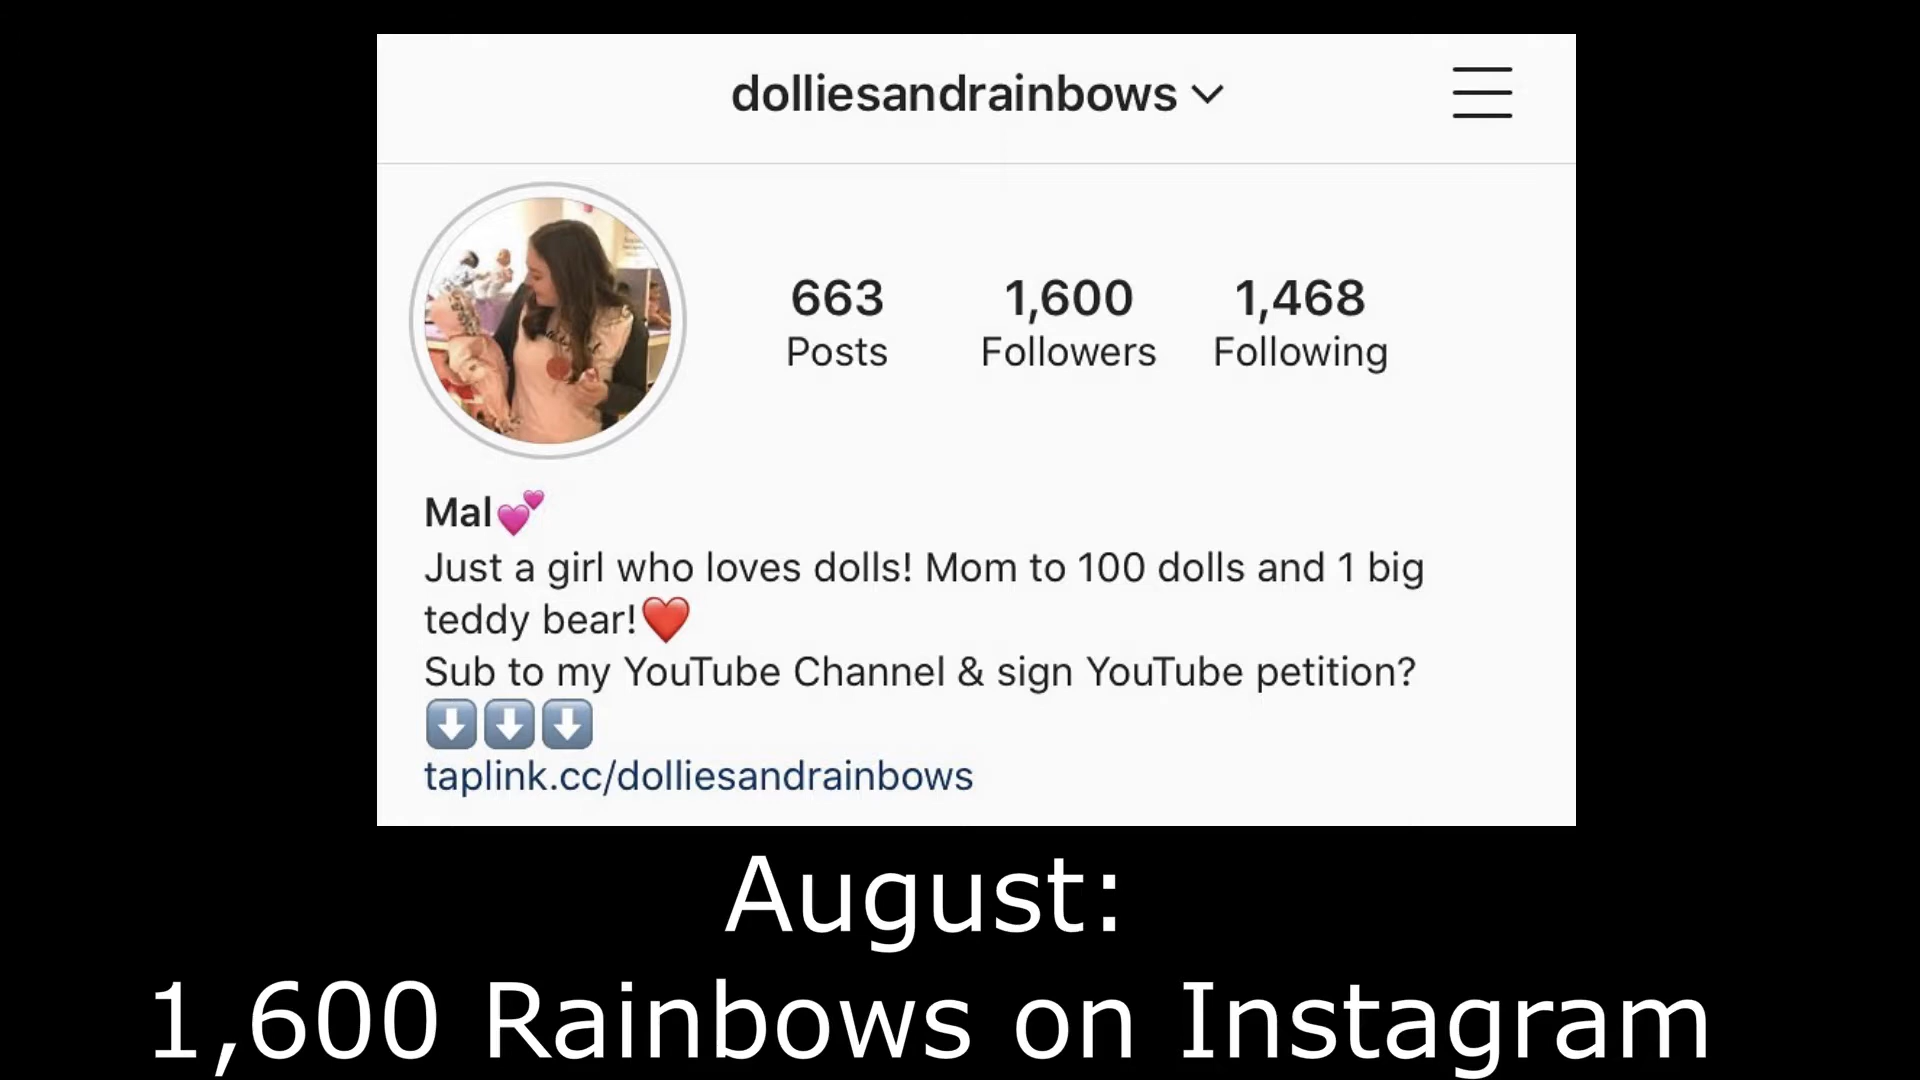 dolliesandrainbows
663 1,600 1,468
Posts Followers Following
Mal💕
Just a girl who loves dolls! Mom to 100 dolls and 1 big
teddy bear!❤️
Sub to my YouTube Channel & sign YouTube petition?
⬇️⬇️⬇️
taplink.cc/dolliesandrainbows
August:
1,600 Rainbows on Instagram